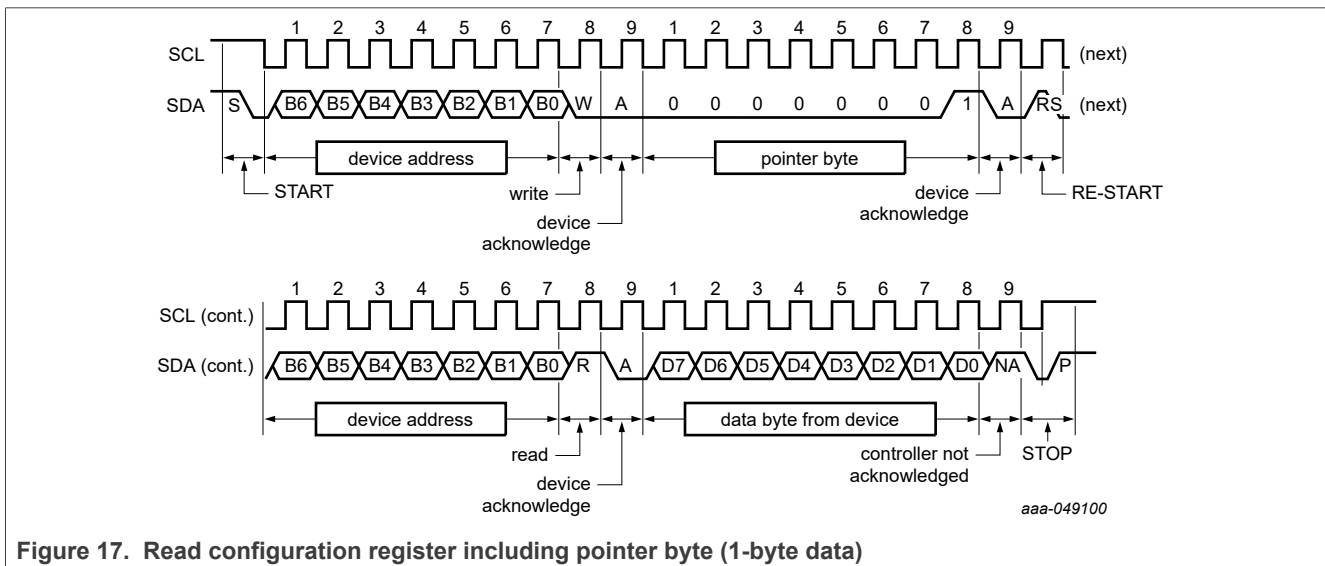 1 2 3 4 5 6 7 8 9 1 2 3 4 5 6 7 8 9
SCL (next)
SDA S B6 B5 B4 B3 B2 B1 B0 W A 0 0 0 0 0 0 0 1 A RS (next)
device address pointer byte
START write device acknowledge RE-START
device
acknowledge
1 2 3 4 5 6 7 8 9 1 2 3 4 5 6 7 8 9
SCL (cont.)
SDA (cont.) B6 B5 B4 B3 B2 B1 B0 R A D7 D6 D5 D4 D3 D2 D1 D0 NA P
device address data byte from device
read controller not acknowledged STOP
device
acknowledge
aaa-049100
Figure 17. Read configuration register including pointer byte (1-byte data)